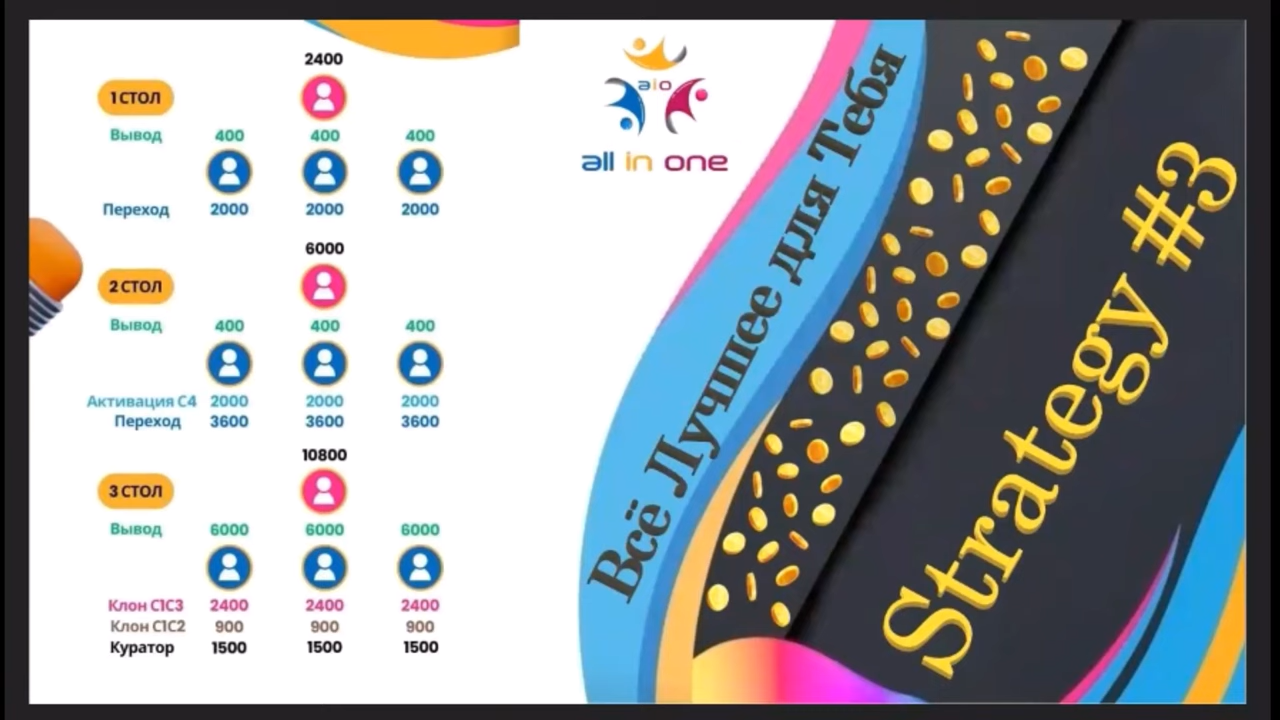 2400
1 СТОЛ
Вывод 400 400 400
Переход 2000 2000 2000
6000
2 СТОЛ
Вывод 400 400 400
Активация С4 2000 2000 2000
Переход 3600 3600 3600
10800
3 СТОЛ
Вывод 6000 6000 6000
Клон С1С3 2400 2400 2400
Клон С1С2 900 900 900
Куратор 1500 1500 1500
aio
all in one
Всё Лучшее для Тебя
Strategy #3